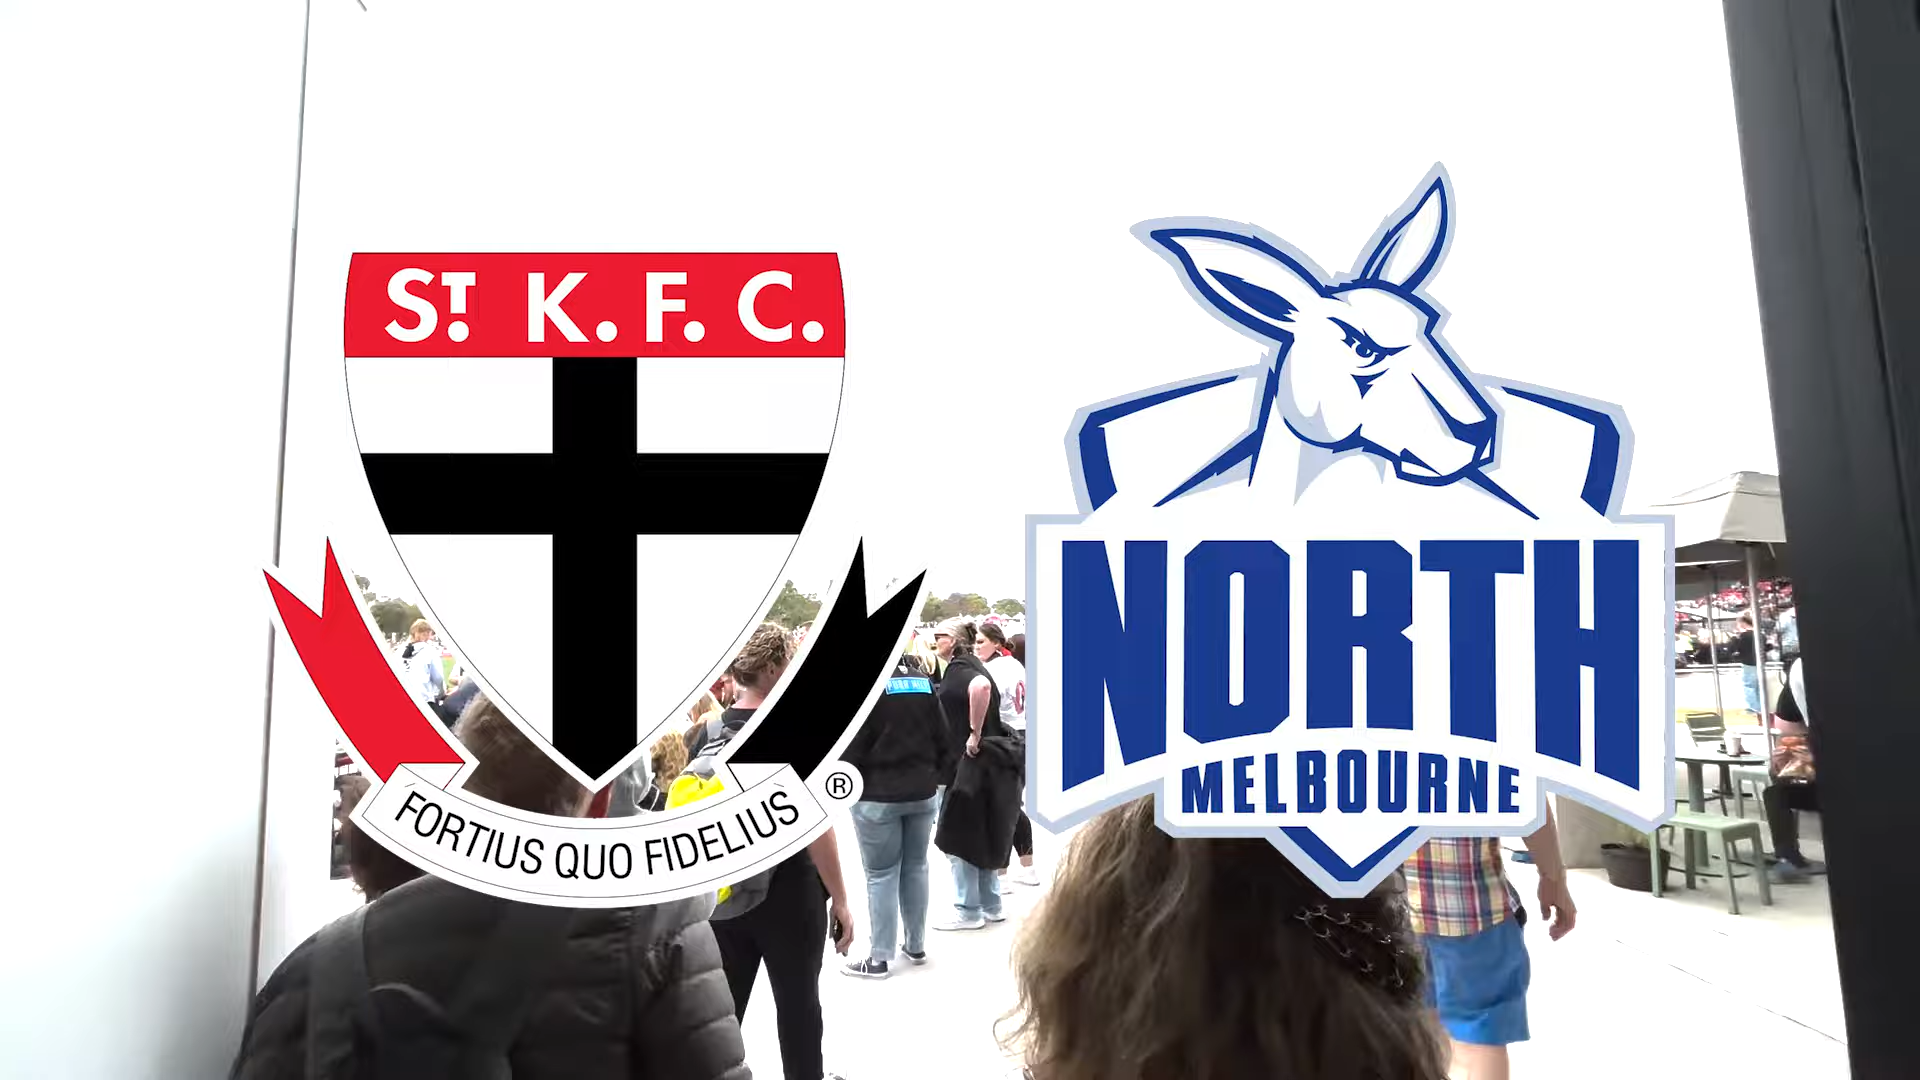 ST. K. F. C.
FORTIUS QUO FIDELIUS
®
NORTH
MELBOURNE